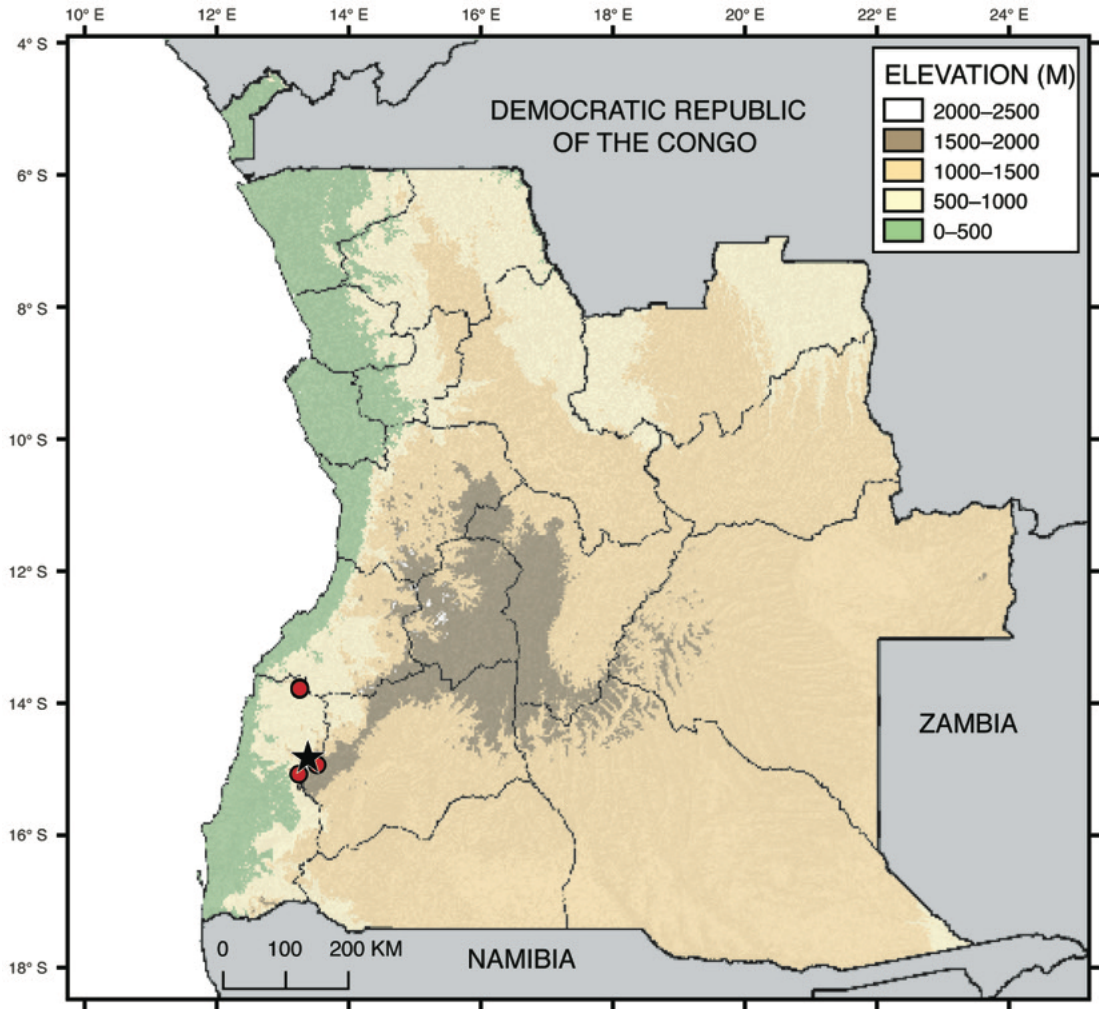 10° E 12° E 14° E 16° E 18° E 20° E 22° E 24° E
4° S
6° S
8° S
10° S
12° S
14° S
16° S
18° S
ELEVATION (M)
2000–2500
1500–2000
1000–1500
500–1000
0–500
DEMOCRATIC REPUBLIC
OF THE CONGO
ZAMBIA
0 100 200 KM
NAMIBIA